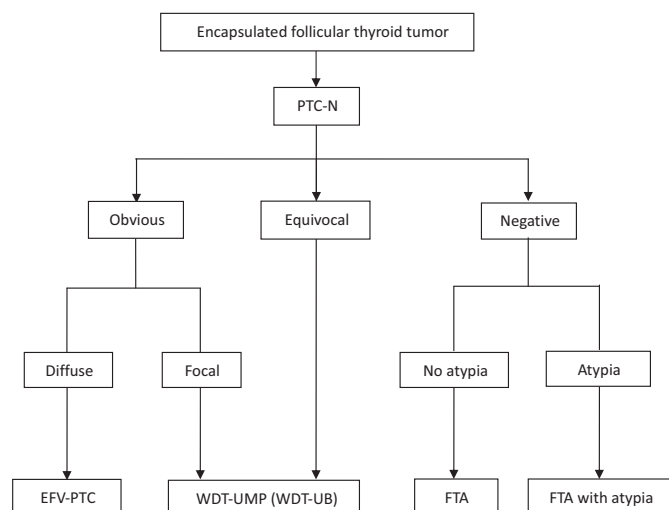 Encapsulated follicular thyroid tumor
PTC-N
Obvious
Equivocal
Negative
Diffuse
Focal
No atypia
Atypia
EFV-PTC
WDT-UMP (WDT-UB)
FTA
FTA with atypia